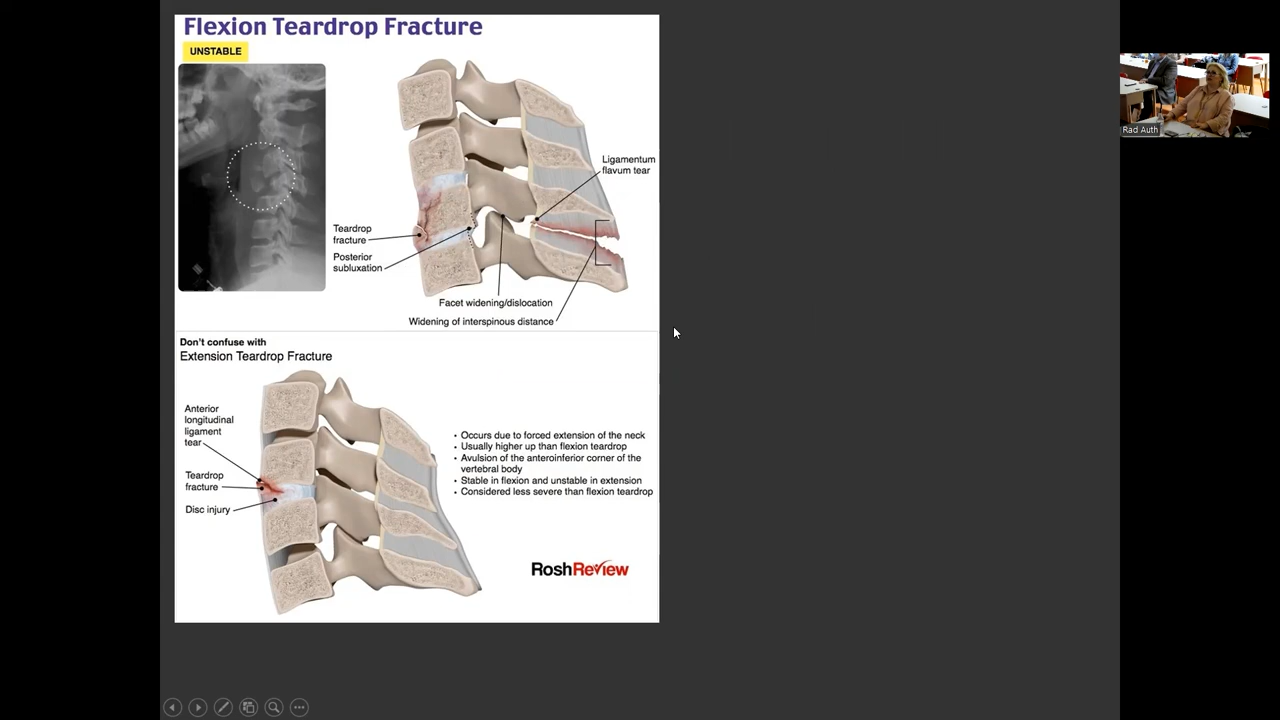 Flexion Teardrop Fracture
UNSTABLE
Ligamentum
flavum tear
Teardrop
fracture
Posterior
subluxation
Facet widening/dislocation
Widening of interspinous distance
Don't confuse with
Extension Teardrop Fracture
Anterior
longitudinal
ligament
tear
Teardrop
fracture
Disc injury
• Occurs due to forced extension of the neck
• Usually higher up than flexion teardrop
• Avulsion of the anteroinferior corner of the
vertebral body
• Stable in flexion and unstable in extension
• Considered less severe than flexion teardrop
RoshReview
Rad Auth